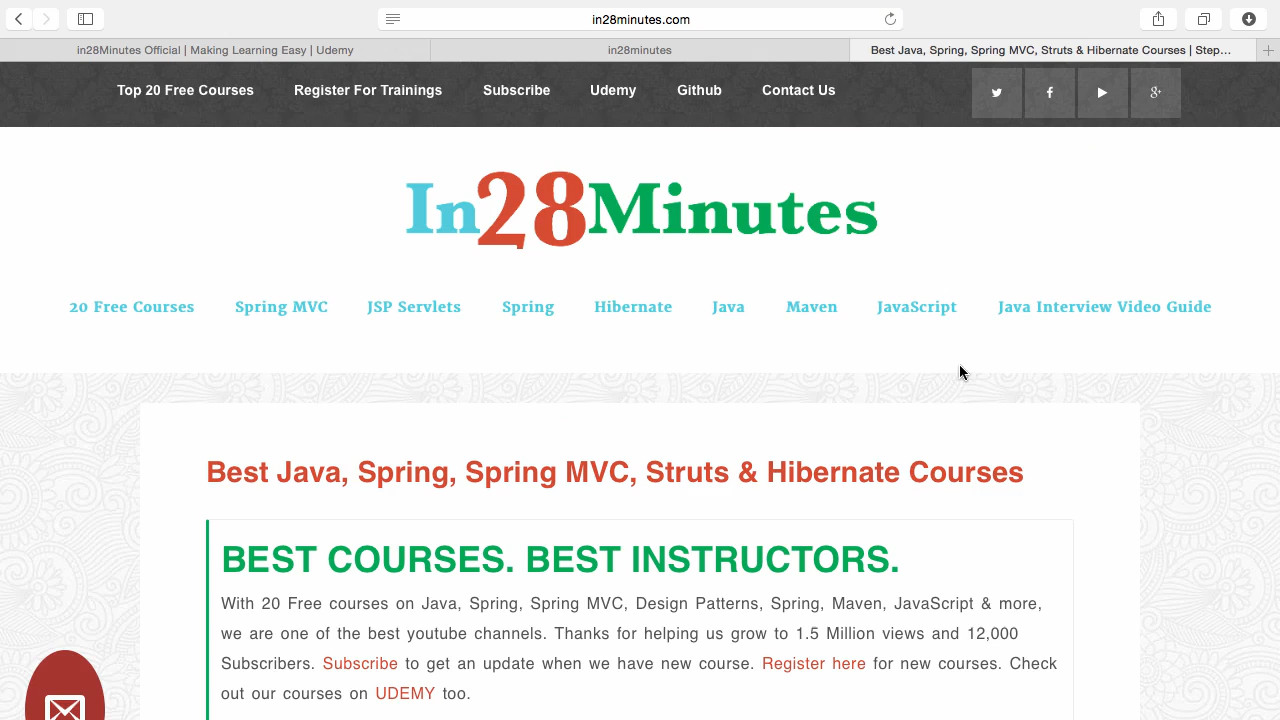 in28minutes.com
in28Minutes Official | Making Learning Easy | Udemy
in28minutes
Best Java, Spring, Spring MVC, Struts & Hibernate Courses | Step...
Top 20 Free Courses
Register For Trainings
Subscribe
Udemy
Github
Contact Us
In28Minutes
20 Free Courses
Spring MVC
JSP Servlets
Spring
Hibernate
Java
Maven
JavaScript
Java Interview Video Guide
Best Java, Spring, Spring MVC, Struts & Hibernate Courses
BEST COURSES. BEST INSTRUCTORS.
With 20 Free courses on Java, Spring, Spring MVC, Design Patterns, Spring, Maven, JavaScript & more,
we are one of the best youtube channels. Thanks for helping us grow to 1.5 Million views and 12,000
Subscribers. Subscribe to get an update when we have new course. Register here for new courses. Check
out our courses on UDEMY too.